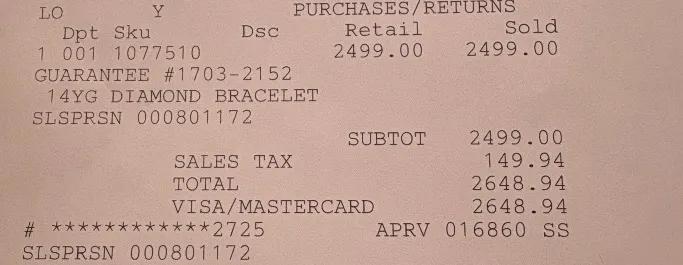 LO Y PURCHASES/RETURNS
Dpt Sku Dsc Retail Sold
1 001 1077510 2499.00 2499.00
GUARANTEE #1703-2152
14YG DIAMOND BRACELET
SLSPRSN 000801172
SUBTOT 2499.00
SALES TAX 149.94
TOTAL 2648.94
VISA/MASTERCARD 2648.94
# ************2725 APRV 016860 SS
SLSPRSN 000801172